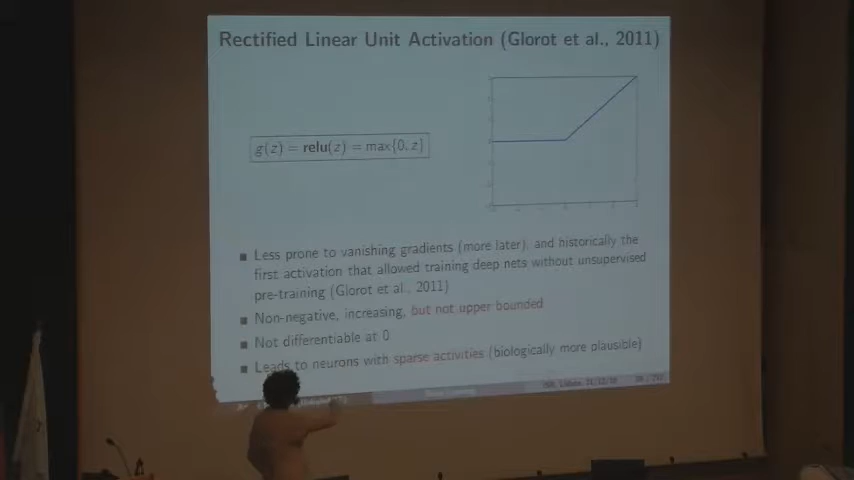 Rectified Linear Unit Activation (Glorot et al., 2011)
g(z) = relu(z) = max{0, z}
■ Less prone to vanishing gradients (more later), and historically the
first activation that allowed training deep nets without unsupervised
pre-training (Glorot et al., 2011)
■ Non-negative, increasing, but not upper bounded
■ Not differentiable at 0
■ Leads to neurons with sparse activities (biologically more plausible)